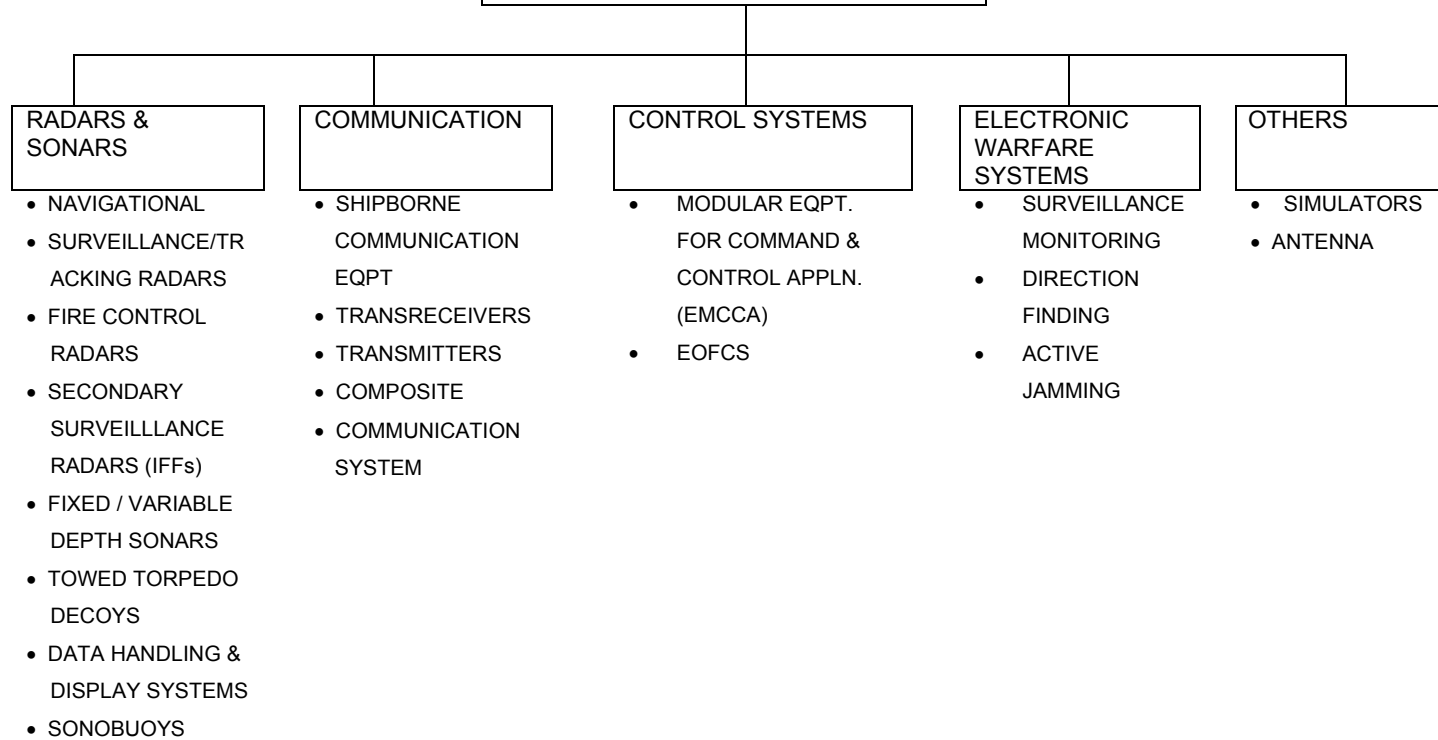 RADARS &
SONARS
• NAVIGATIONAL
• SURVEILLANCE/TR
ACKING RADARS
• FIRE CONTROL
RADARS
• SECONDARY
SURVEILLLANCE
RADARS (IFFs)
• FIXED / VARIABLE
DEPTH SONARS
• TOWED TORPEDO
DECOYS
• DATA HANDLING &
DISPLAY SYSTEMS
• SONOBUOYS
COMMUNICATION
• SHIPBORNE
COMMUNICATION
EQPT
• TRANSRECEIVERS
• TRANSMITTERS
• COMPOSITE
• COMMUNICATION
SYSTEM
CONTROL SYSTEMS
• MODULAR EQPT.
FOR COMMAND &
CONTROL APPLN.
(EMCCA)
• EOFCS
ELECTRONIC
WARFARE
SYSTEMS
• SURVEILLANCE
MONITORING
• DIRECTION
FINDING
• ACTIVE
JAMMING
OTHERS
• SIMULATORS
• ANTENNA